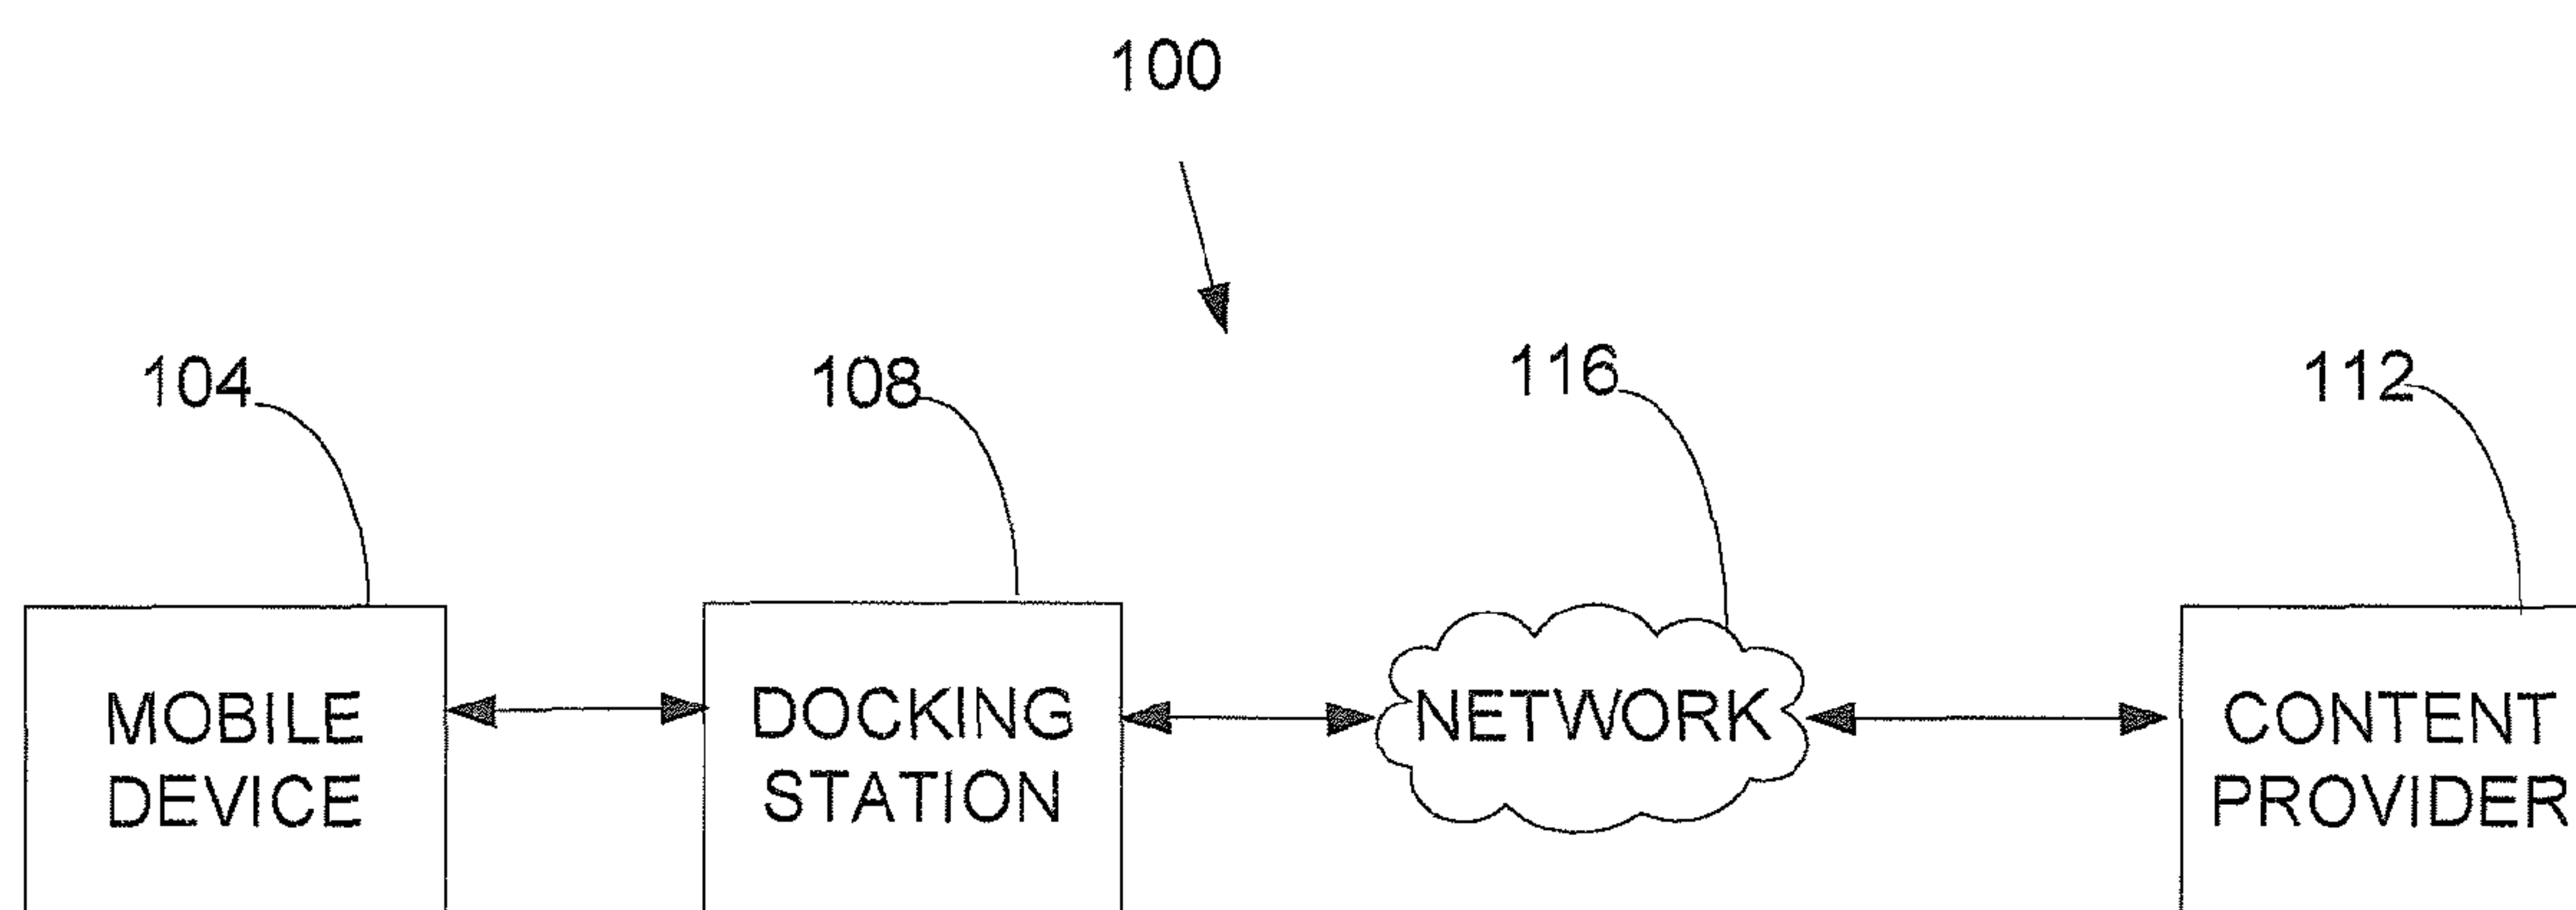 100
104
108
116
112
MOBILE
DEVICE
DOCKING
STATION
NETWORK
CONTENT
PROVIDER